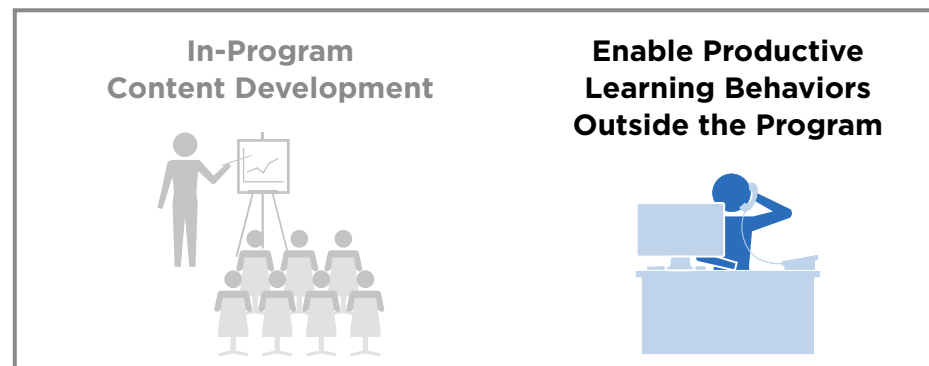 In-Program
Content Development
Enable Productive
Learning Behaviors
Outside the Program